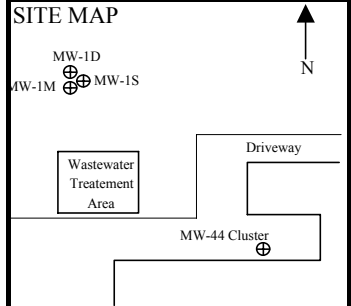 SITE MAP
MW-1D
N
MW-1S
MW-1M
Driveway
Wastewater
Treatement
Area
MW-44 Cluster